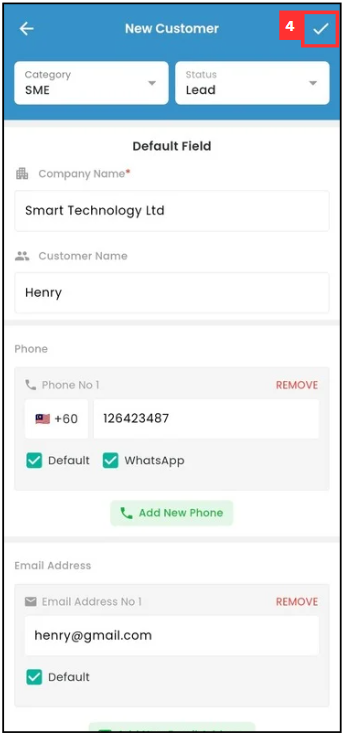 New Customer
4
Category
SME
Status
Lead
Default Field
Company Name*
Smart Technology Ltd
Customer Name
Henry
Phone
Phone No 1
REMOVE
+60
126423487
Default
WhatsApp
Add New Phone
Email Address
Email Address No 1
REMOVE
henry@gmail.com
Default